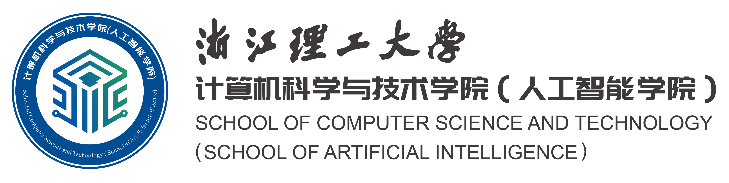 计算机科学与技术学院(人工智能学院)
浙江理工大学
计算机科学与技术学院(人工智能学院)
SCHOOL OF COMPUTER SCIENCE AND TECHNOLOGY
(SCHOOL OF ARTIFICIAL INTELLIGENCE)